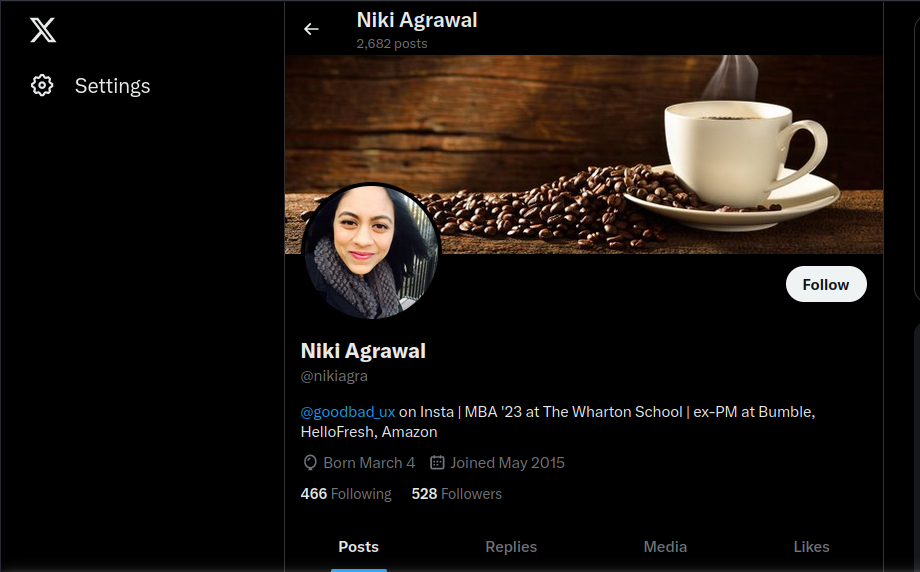 Niki Agrawal
2,682 posts
Settings
Follow
Niki Agrawal
@nikiagra
@goodbad_ux on Insta | MBA '23 at The Wharton School | ex-PM at Bumble,
HelloFresh, Amazon
Born March 4 Joined May 2015
466 Following 528 Followers
Posts Replies Media Likes